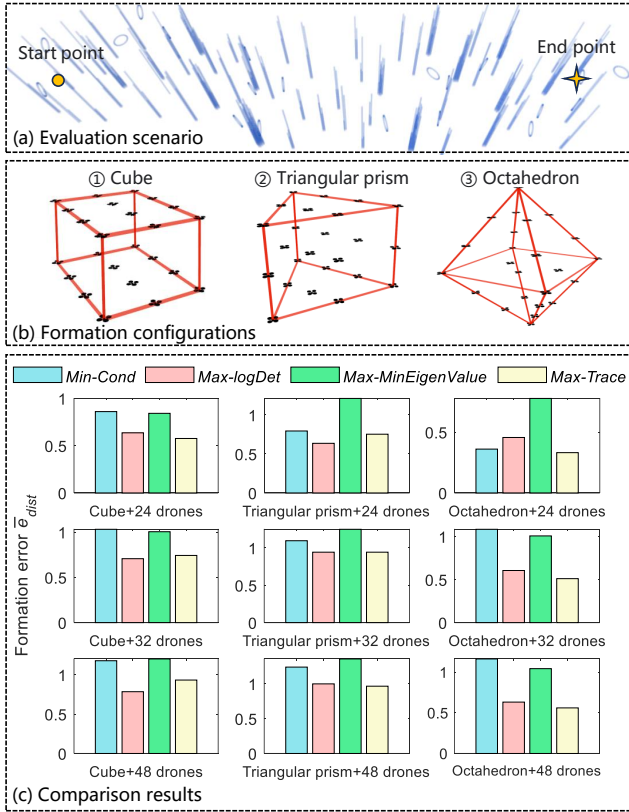 Start point
End point
(a) Evaluation scenario
① Cube
② Triangular prism
③ Octahedron
(b) Formation configurations
Min-Cond
Max-logDet
Max-MinEigenValue
Max-Trace
Formation error e̅dist
1
0.5
0
Cube+24 drones
1
0.5
0
Triangular prism+24 drones
0.5
0
Octahedron+24 drones
1
0.5
0
Cube+32 drones
1
0.5
0
Triangular prism+32 drones
1
0.5
0
Octahedron+32 drones
1
0.5
0
Cube+48 drones
1
0.5
0
Triangular prism+48 drones
1
0.5
0
Octahedron+48 drones
(c) Comparison results